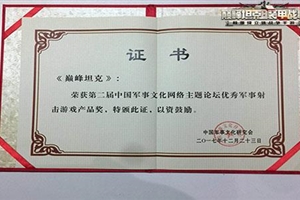 证书
《巅峰坦克》：
荣获第二届中国军事文化网络主题论坛优秀军事射
击游戏产品奖，特颁此证，以资鼓励。
中国军事文化研究会
二〇一七年十二月二十三日